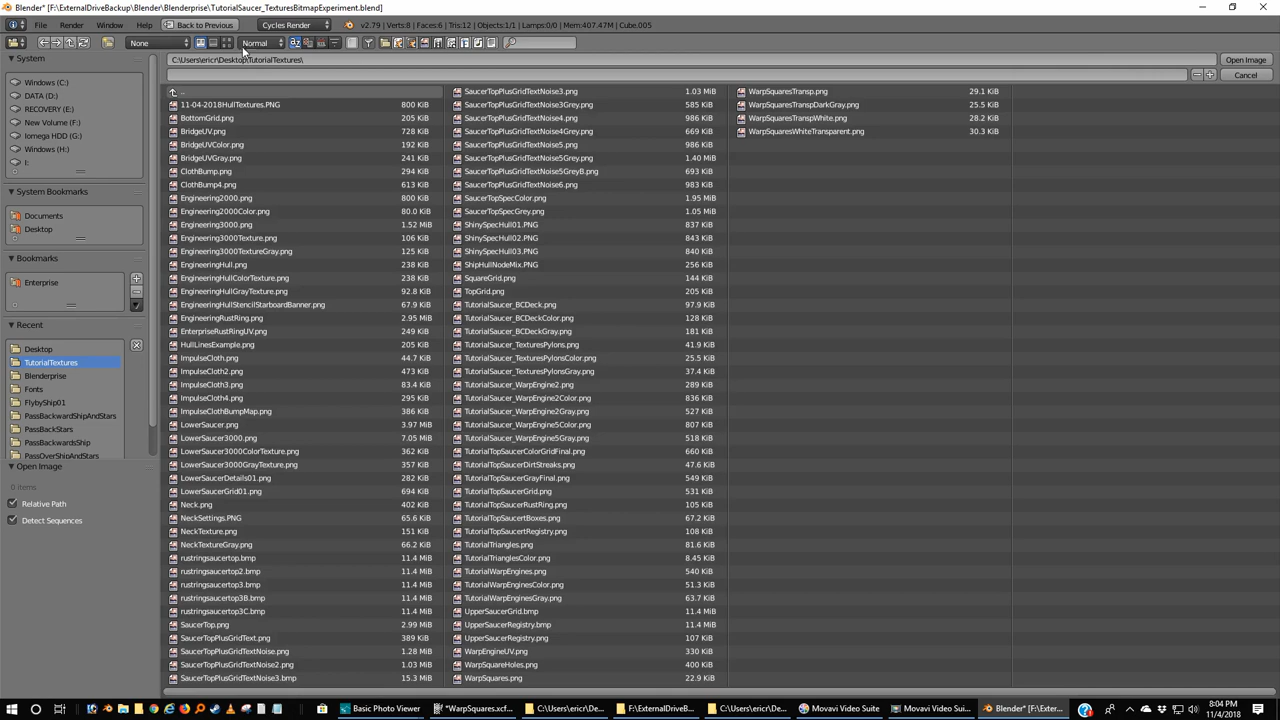 Blender* [F:\ExternalDriveBackup\Blender\Blenderprise\TutorialSaucer_TexturesBitmapExperiment.blend]
File Render Window Help Back to Previous Cycles Render v2.79 | Verts:8 | Faces:6 | Tris:12 | Objects:1/1 | Lamps:0/0 | Mem:407.47M | Cube.005
None Normal
System
Windows (C:)
DATA (D:)
RECOVERY (E:)
New Volume (F:)
Iomega HDD (G:)
Windows (H:)
I:
System Bookmarks
Documents
Desktop
Bookmarks
Enterprise
Recent
Desktop
TutorialTextures
Blenderprise
Fonts
FlybyShip01
PassBackwardShipAndStars
PassBackStars
PassBackwardsShip
PassOverShipAndStars
Open Image
0 items
Relative Path
Detect Sequences
C:\Users\ericr\Desktop\TutorialTextures\
Open Image
Cancel
..
11-04-2018HullTextures.PNG 800 KiB
BottomGrid.png 205 KiB
BridgeUV.png 728 KiB
BridgeUVColor.png 192 KiB
BridgeUVGray.png 241 KiB
ClothBump.png 294 KiB
ClothBump4.png 613 KiB
Engineering2000.png 800 KiB
Engineering2000Color.png 80.0 KiB
Engineering3000.png 1.52 MiB
Engineering3000Texture.png 106 KiB
Engineering3000TextureGray.png 125 KiB
EngineeringHull.png 238 KiB
EngineeringHullColorTexture.png 238 KiB
EngineeringHullGrayTexture.png 92.8 KiB
EngineeringHullStencilStarboardBanner.png 67.9 KiB
EngineeringRustRing.png 2.95 MiB
EnterpriseRustRingUV.png 249 KiB
HullLinesExample.png 205 KiB
ImpulseCloth.png 44.7 KiB
ImpulseCloth2.png 473 KiB
ImpulseCloth3.png 83.4 KiB
ImpulseCloth4.png 295 KiB
ImpulseClothBumpMap.png 386 KiB
LowerSaucer.png 3.97 MiB
LowerSaucer3000.png 7.05 MiB
LowerSaucer3000ColorTexture.png 362 KiB
LowerSaucer3000GrayTexture.png 357 KiB
LowerSaucerDetails01.png 282 KiB
LowerSaucerGrid01.png 694 KiB
Neck.png 402 KiB
NeckSettings.PNG 65.6 KiB
NeckTexture.png 151 KiB
NeckTextureGray.png 66.2 KiB
rustringsaucertop.bmp 11.4 MiB
rustringsaucertop2.bmp 11.4 MiB
rustringsaucertop3.bmp 11.4 MiB
rustringsaucertop3B.bmp 11.4 MiB
rustringsaucertop3C.bmp 11.4 MiB
SaucerTop.png 2.99 MiB
SaucerTopPlusGridText.png 389 KiB
SaucerTopPlusGridTextNoise.png 1.28 MiB
SaucerTopPlusGridTextNoise2.png 1.03 MiB
SaucerTopPlusGridTextNoise3.bmp 15.3 MiB
SaucerTopPlusGridTextNoise3.png 1.03 MiB
SaucerTopPlusGridTextNoise3Grey.png 585 KiB
SaucerTopPlusGridTextNoise4.png 986 KiB
SaucerTopPlusGridTextNoise4Grey.png 669 KiB
SaucerTopPlusGridTextNoise5.png 986 KiB
SaucerTopPlusGridTextNoise5Grey.png 1.40 MiB
SaucerTopPlusGridTextNoise5GreyB.png 693 KiB
SaucerTopPlusGridTextNoise6.png 983 KiB
SaucerTopSpecColor.png 1.95 MiB
SaucerTopSpecGrey.png 1.05 MiB
ShinySpecHull01.PNG 837 KiB
ShinySpecHull02.PNG 843 KiB
ShinySpecHull03.PNG 840 KiB
ShipHullNodeMix.PNG 256 KiB
SquareGrid.png 144 KiB
TopGrid.png 205 KiB
TutorialSaucer_BCDeck.png 97.9 KiB
TutorialSaucer_BCDeckColor.png 128 KiB
TutorialSaucer_BCDeckGray.png 181 KiB
TutorialSaucer_TexturesPylons.png 41.9 KiB
TutorialSaucer_TexturesPylonsColor.png 25.5 KiB
TutorialSaucer_TexturesPylonsGray.png 37.4 KiB
TutorialSaucer_WarpEngine2.png 289 KiB
TutorialSaucer_WarpEngine2Color.png 836 KiB
TutorialSaucer_WarpEngine2Gray.png 527 KiB
TutorialSaucer_WarpEngine5Color.png 807 KiB
TutorialSaucer_WarpEngine5Gray.png 518 KiB
TutorialTopSaucerColorGridFinal.png 660 KiB
TutorialTopSaucerDirtStreaks.png 47.6 KiB
TutorialTopSaucerGrayFinal.png 549 KiB
TutorialTopSaucerGrid.png 531 KiB
TutorialTopSaucerRustRing.png 105 KiB
TutorialTopSaucertBoxes.png 67.2 KiB
TutorialTopSaucertRegistry.png 108 KiB
TutorialTriangles.png 81.6 KiB
TutorialTrianglesColor.png 8.45 KiB
TutorialWarpEngines.png 540 KiB
TutorialWarpEnginesColor.png 51.3 KiB
TutorialWarpEnginesGray.png 63.7 KiB
UpperSaucerGrid.bmp 11.4 MiB
UpperSaucerRegistry.bmp 11.4 MiB
UpperSaucerRegistry.png 107 KiB
WarpEngineUV.png 330 KiB
WarpSquareHoles.png 400 KiB
WarpSquares.png 22.9 KiB
WarpSquaresTransp.png 29.1 KiB
WarpSquaresTranspDarkGray.png 25.5 KiB
WarpSquaresTranspWhite.png 28.2 KiB
WarpSquaresWhiteTransparent.png 30.3 KiB
Basic Photo Viewer *WarpSquares.xcf... C:\Users\ericr\De... F:\ExternalDriveB... C:\Users\ericr\De... Movavi Video Suite Movavi Video Sui... Blender* [F:\Exter...
8:04 PM
11/4/2018